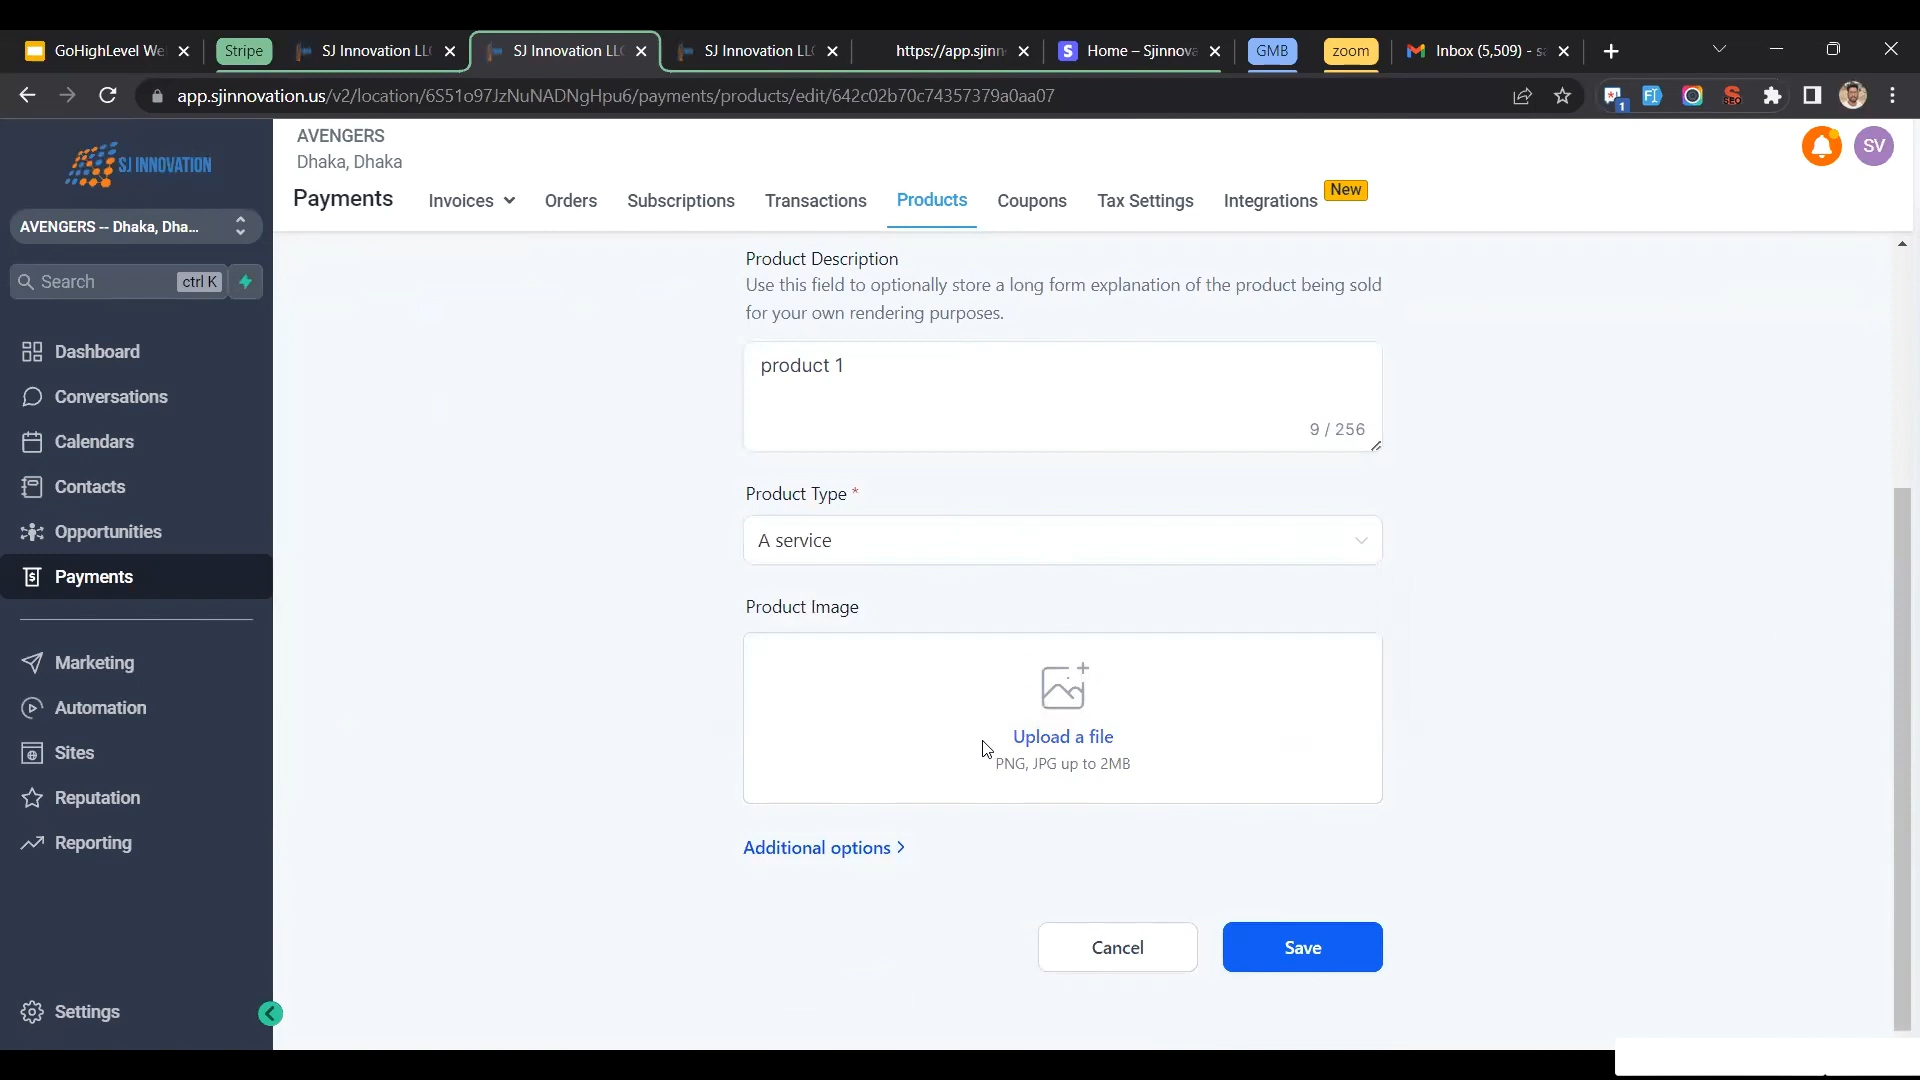 GoHighLevel We
Stripe
SJ Innovation LL
SJ Innovation LLC
SJ Innovation LLC
https://app.sjinn
Home – Sjinnova
GMB
zoom
Inbox (5,509) - s
app.sjinnovation.us/v2/location/6S51o97JzNuNADNgHpu6/payments/products/edit/642c02b70c74357379a0aa07
SJ INNOVATION
AVENGERS
Dhaka, Dhaka
SV
Payments
Invoices
Orders
Subscriptions
Transactions
Products
Coupons
Tax Settings
Integrations
New
AVENGERS -- Dhaka, Dha...
Search
ctrl K
Dashboard
Conversations
Calendars
Contacts
Opportunities
Payments
Marketing
Automation
Sites
Reputation
Reporting
Settings
Product Description
Use this field to optionally store a long form explanation of the product being sold
for your own rendering purposes.
product 1
9 / 256
Product Type *
A service
Product Image
Upload a file
PNG, JPG up to 2MB
Additional options >
Cancel
Save